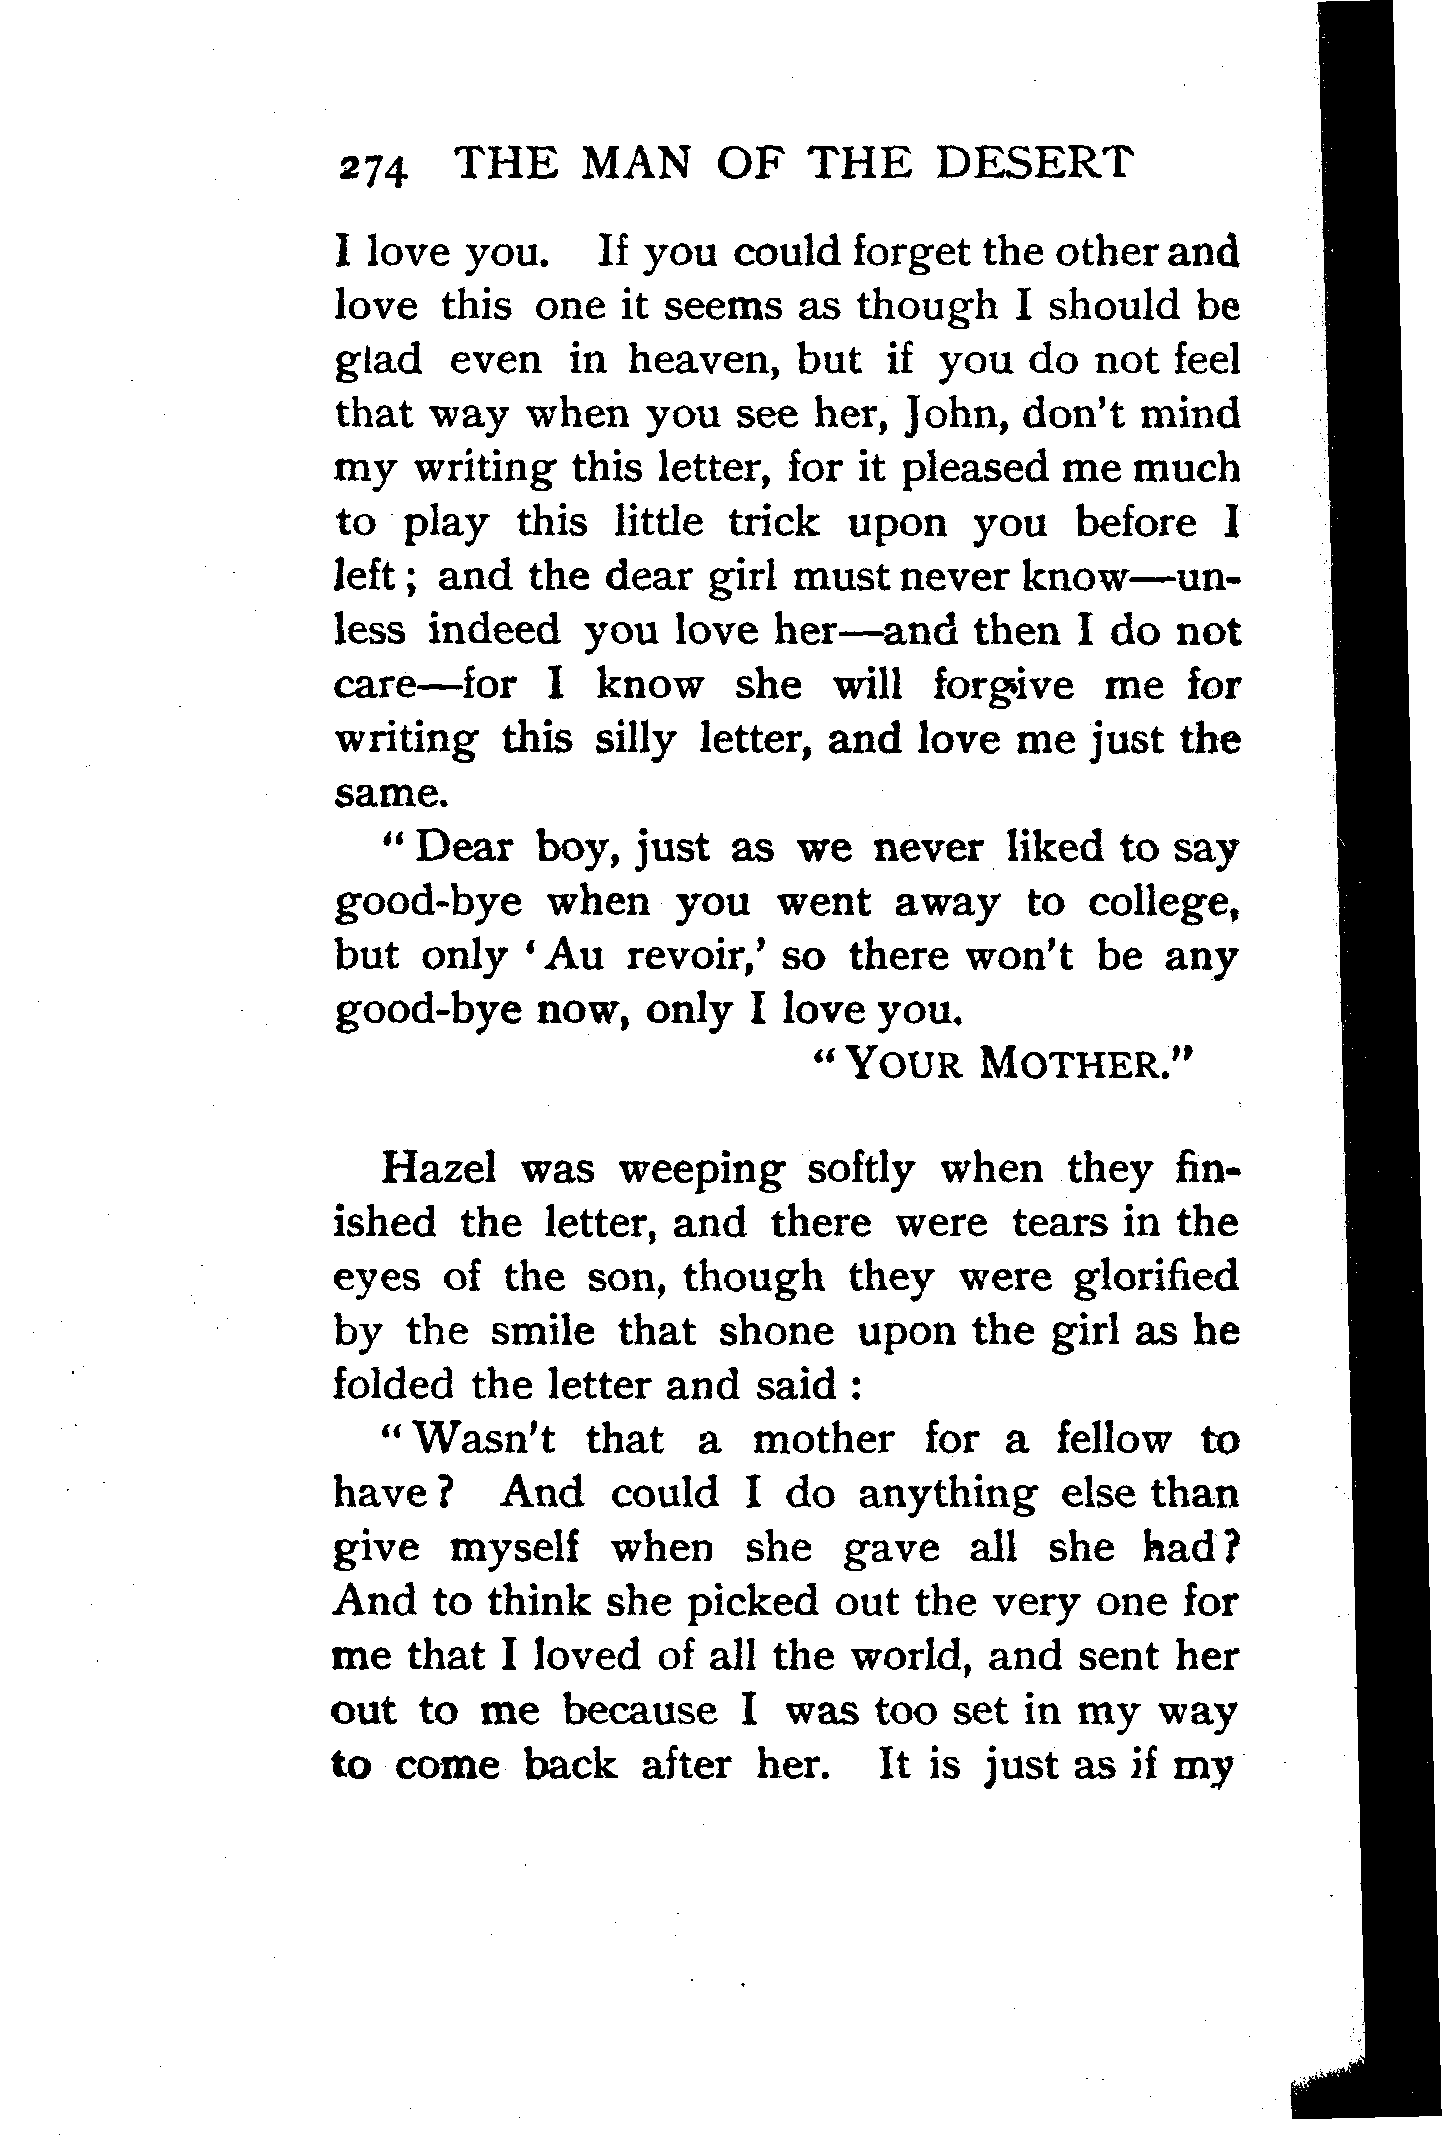 274 THE MAN OF THE DESERT
I love you. If you could forget the other and
love this one it seems as though I should be
glad even in heaven, but if you do not feel
that way when you see her, John, don't mind
my writing this letter, for it pleased me much
to play this little trick upon you before I
left ; and the dear girl must never know—un-
less indeed you love her—and then I do not
care—for I know she will forgive me for
writing this silly letter, and love me just the
same.
“ Dear boy, just as we never liked to say
good-bye when you went away to college,
but only ‘ Au revoir,’ so there won't be any
good-bye now, only I love you.
“ YOUR MOTHER.”
Hazel was weeping softly when they fin-
ished the letter, and there were tears in the
eyes of the son, though they were glorified
by the smile that shone upon the girl as he
folded the letter and said :
“ Wasn't that a mother for a fellow to
have ? And could I do anything else than
give myself when she gave all she had ?
And to think she picked out the very one for
me that I loved of all the world, and sent her
out to me because I was too set in my way
to come back after her. It is just as if my